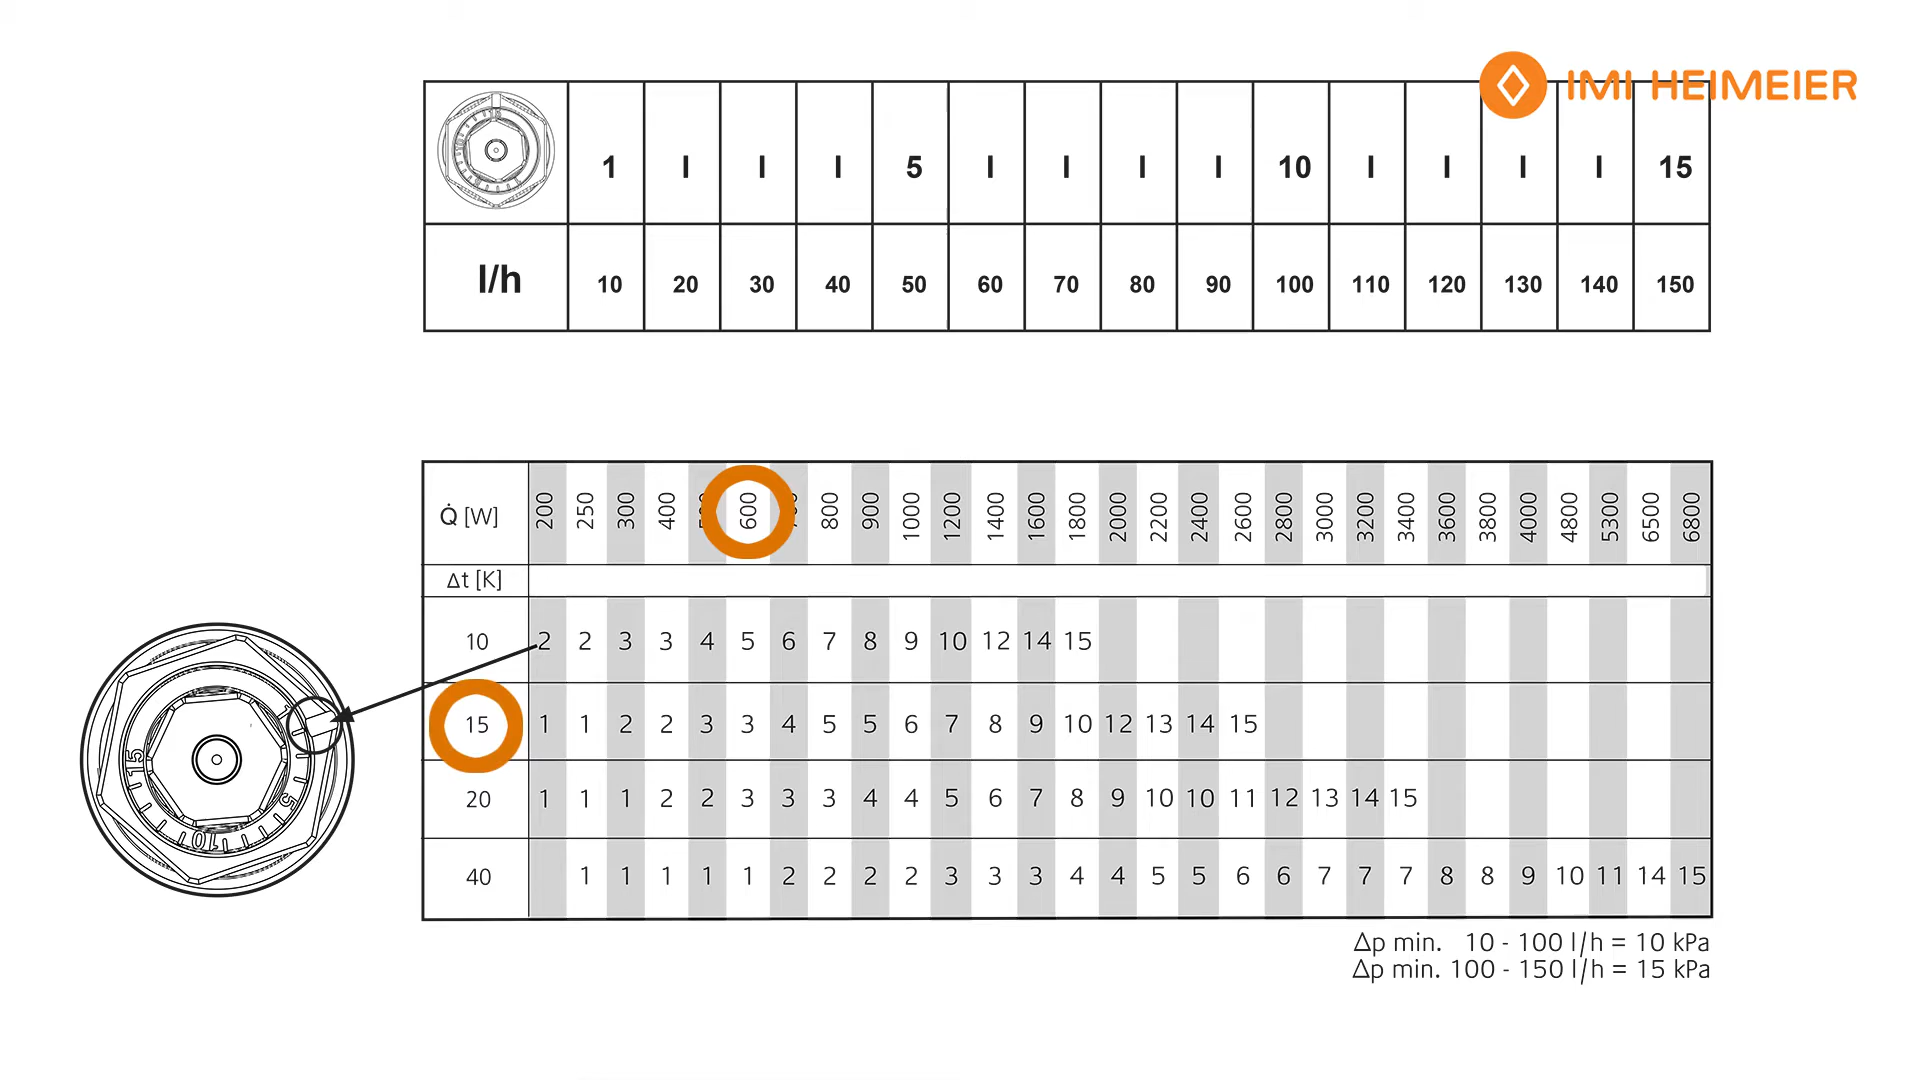 IMI HEIMEIER
1 I I I 5 I I I I 10 I I I I 15
l/h 10 20 30 40 50 60 70 80 90 100 110 120 130 140 150
Q̇ [W] 200 250 300 400 600 800 900 1000 1200 1400 1600 1800 2000 2200 2400 2600 2800 3000 3200 3400 3600 3800 4000 4800 5300 6500 6800
Δt [K]
10 2 2 3 3 4 5 6 7 8 9 10 12 14 15
15 1 1 2 2 3 3 4 5 5 6 7 8 9 10 12 13 14 15
20 1 1 1 2 2 3 3 3 4 4 5 6 7 8 9 10 10 11 12 13 14 15
40 1 1 1 1 1 2 2 2 2 3 3 3 4 4 5 5 6 6 7 7 7 8 8 9 10 11 14 15
1 5 10 15
Δp min. 10 - 100 l/h = 10 kPa
Δp min. 100 - 150 l/h = 15 kPa